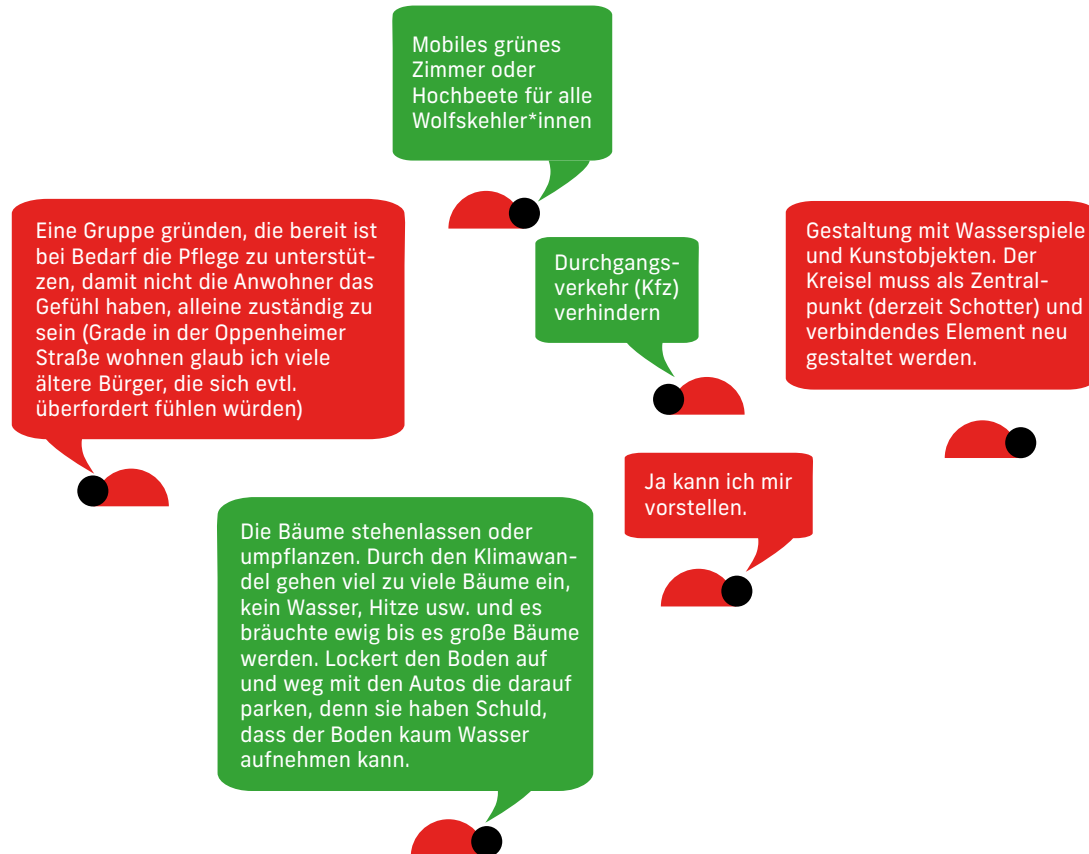 Mobiles grünes
Zimmer oder
Hochbeete für alle
Wolfskehler*innen
Eine Gruppe gründen, die bereit ist
bei Bedarf die Pflege zu unterstüt-
zen, damit nicht die Anwohner das
Gefühl haben, alleine zuständig zu
sein (Grade in der Oppenheimer
Straße wohnen glaub ich viele
ältere Bürger, die sich evtl.
überfordert fühlen würden)
Durchgangs-
verkehr (Kfz)
verhindern
Gestaltung mit Wasserspiele
und Kunstobjekten. Der
Kreisel muss als Zentral-
punkt (derzeit Schotter) und
verbindendes Element neu
gestaltet werden.
Ja kann ich mir
vorstellen.
Die Bäume stehenlassen oder
umpflanzen. Durch den Klimawan-
del gehen viel zu viele Bäume ein,
kein Wasser, Hitze usw. und es
bräuchte ewig bis es große Bäume
werden. Lockert den Boden auf
und weg mit den Autos die darauf
parken, denn sie haben Schuld,
dass der Boden kaum Wasser
aufnehmen kann.